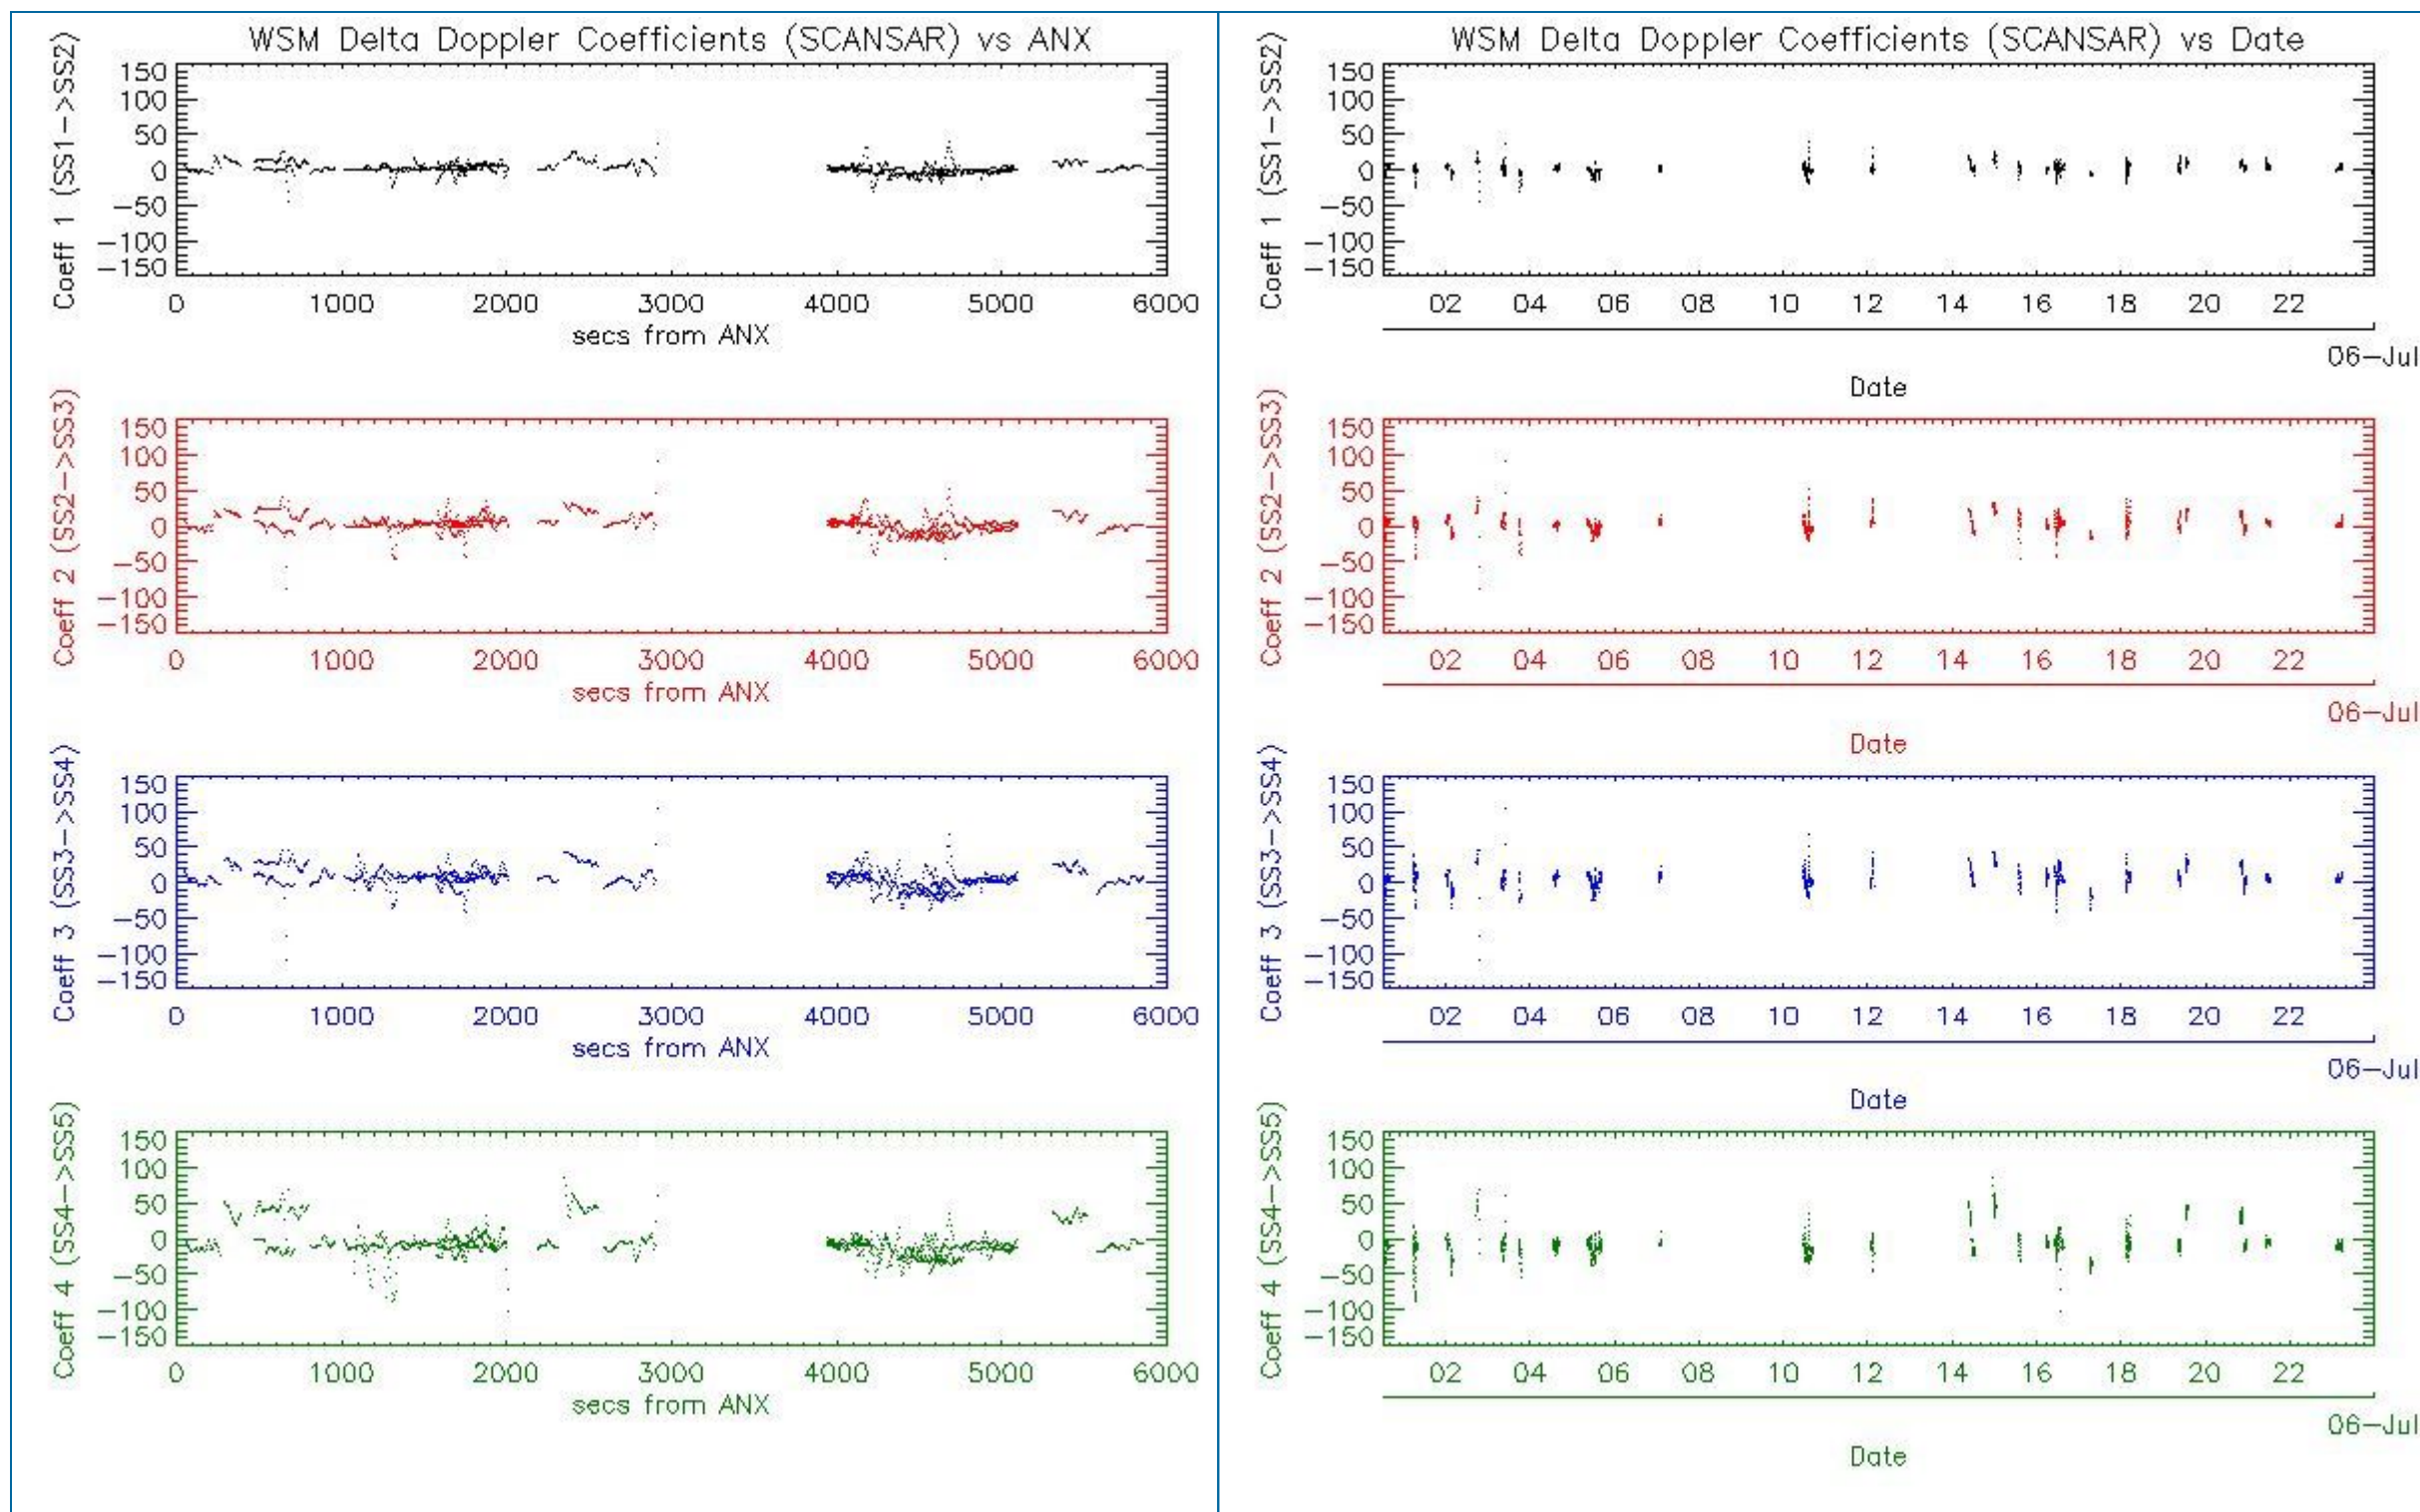 WSM Delta Doppler Coefficients (SCANSAR) vs ANX
Coeff 1 (SS1->SS2)
150
100
50
0
-50
-100
-150
0 1000 2000 3000 4000 5000 6000
secs from ANX
Coeff 2 (SS2->SS3)
150
100
50
0
-50
-100
-150
0 1000 2000 3000 4000 5000 6000
secs from ANX
Coeff 3 (SS3->SS4)
150
100
50
0
-50
-100
-150
0 1000 2000 3000 4000 5000 6000
secs from ANX
Coeff 4 (SS4->SS5)
150
100
50
0
-50
-100
-150
0 1000 2000 3000 4000 5000 6000
secs from ANX
WSM Delta Doppler Coefficients (SCANSAR) vs Date
Coeff 1 (SS1->SS2)
150
100
50
0
-50
-100
-150
02 04 06 08 10 12 14 16 18 20 22
06-Jul
Date
Coeff 2 (SS2->SS3)
150
100
50
0
-50
-100
-150
02 04 06 08 10 12 14 16 18 20 22
06-Jul
Date
Coeff 3 (SS3->SS4)
150
100
50
0
-50
-100
-150
02 04 06 08 10 12 14 16 18 20 22
06-Jul
Date
Coeff 4 (SS4->SS5)
150
100
50
0
-50
-100
-150
02 04 06 08 10 12 14 16 18 20 22
06-Jul
Date